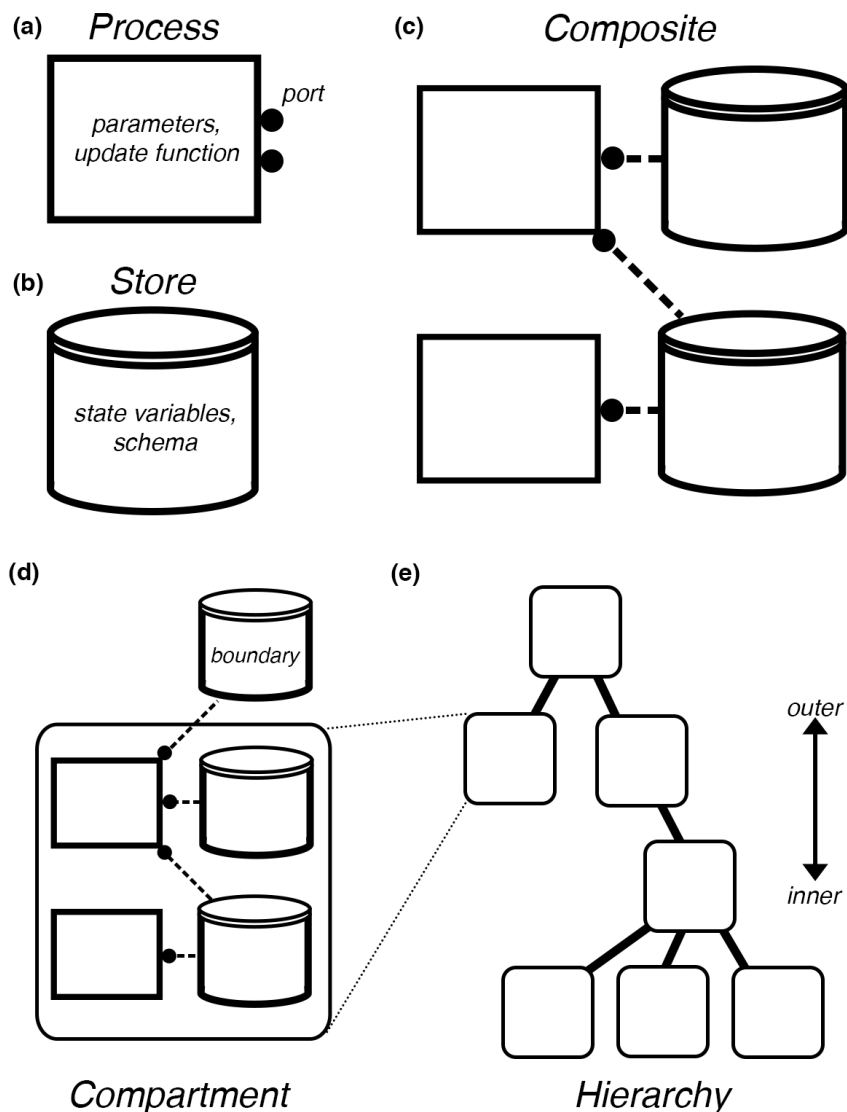 (a)
Process
port
parameters,
update function
(b)
Store
state variables,
schema
(c)
Composite
(d)
boundary
Compartment
(e)
outer
inner
Hierarchy